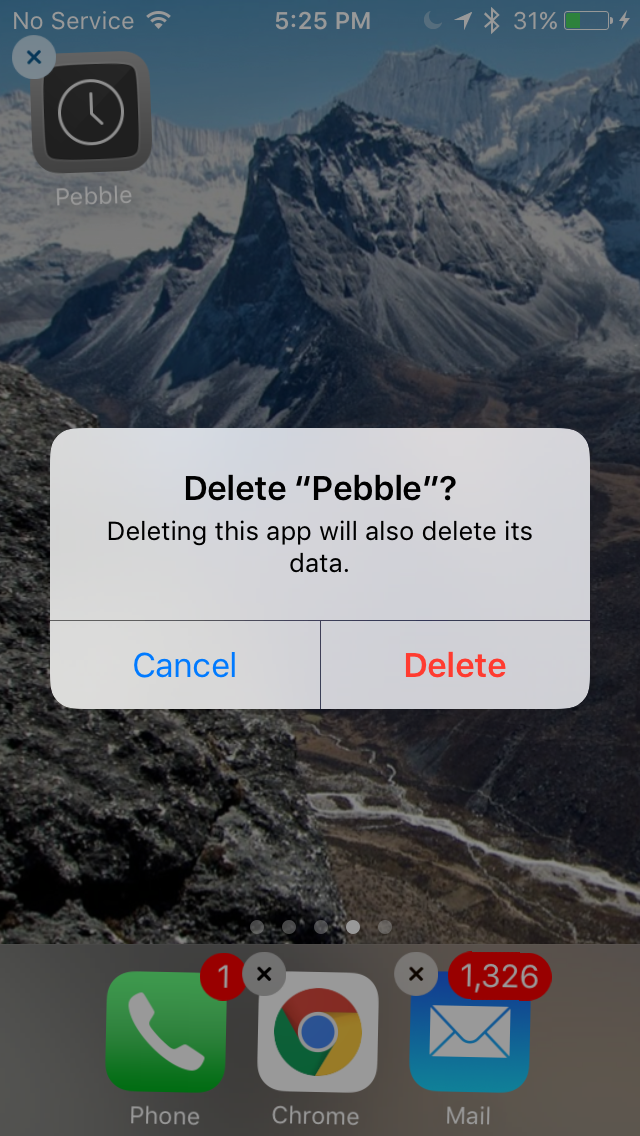 No Service 5:25 PM 31%
Pebble
Delete “Pebble”?
Deleting this app will also delete its
data.
Cancel Delete
1 1,326
Phone Chrome Mail